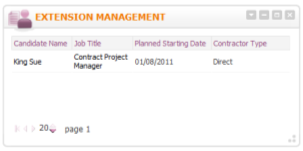 EXTENSION MANAGEMENT
Candidate Name Job Title Planned Starting Date Contractor Type
King Sue Contract Project Manager 01/08/2011 Direct
20 page 1